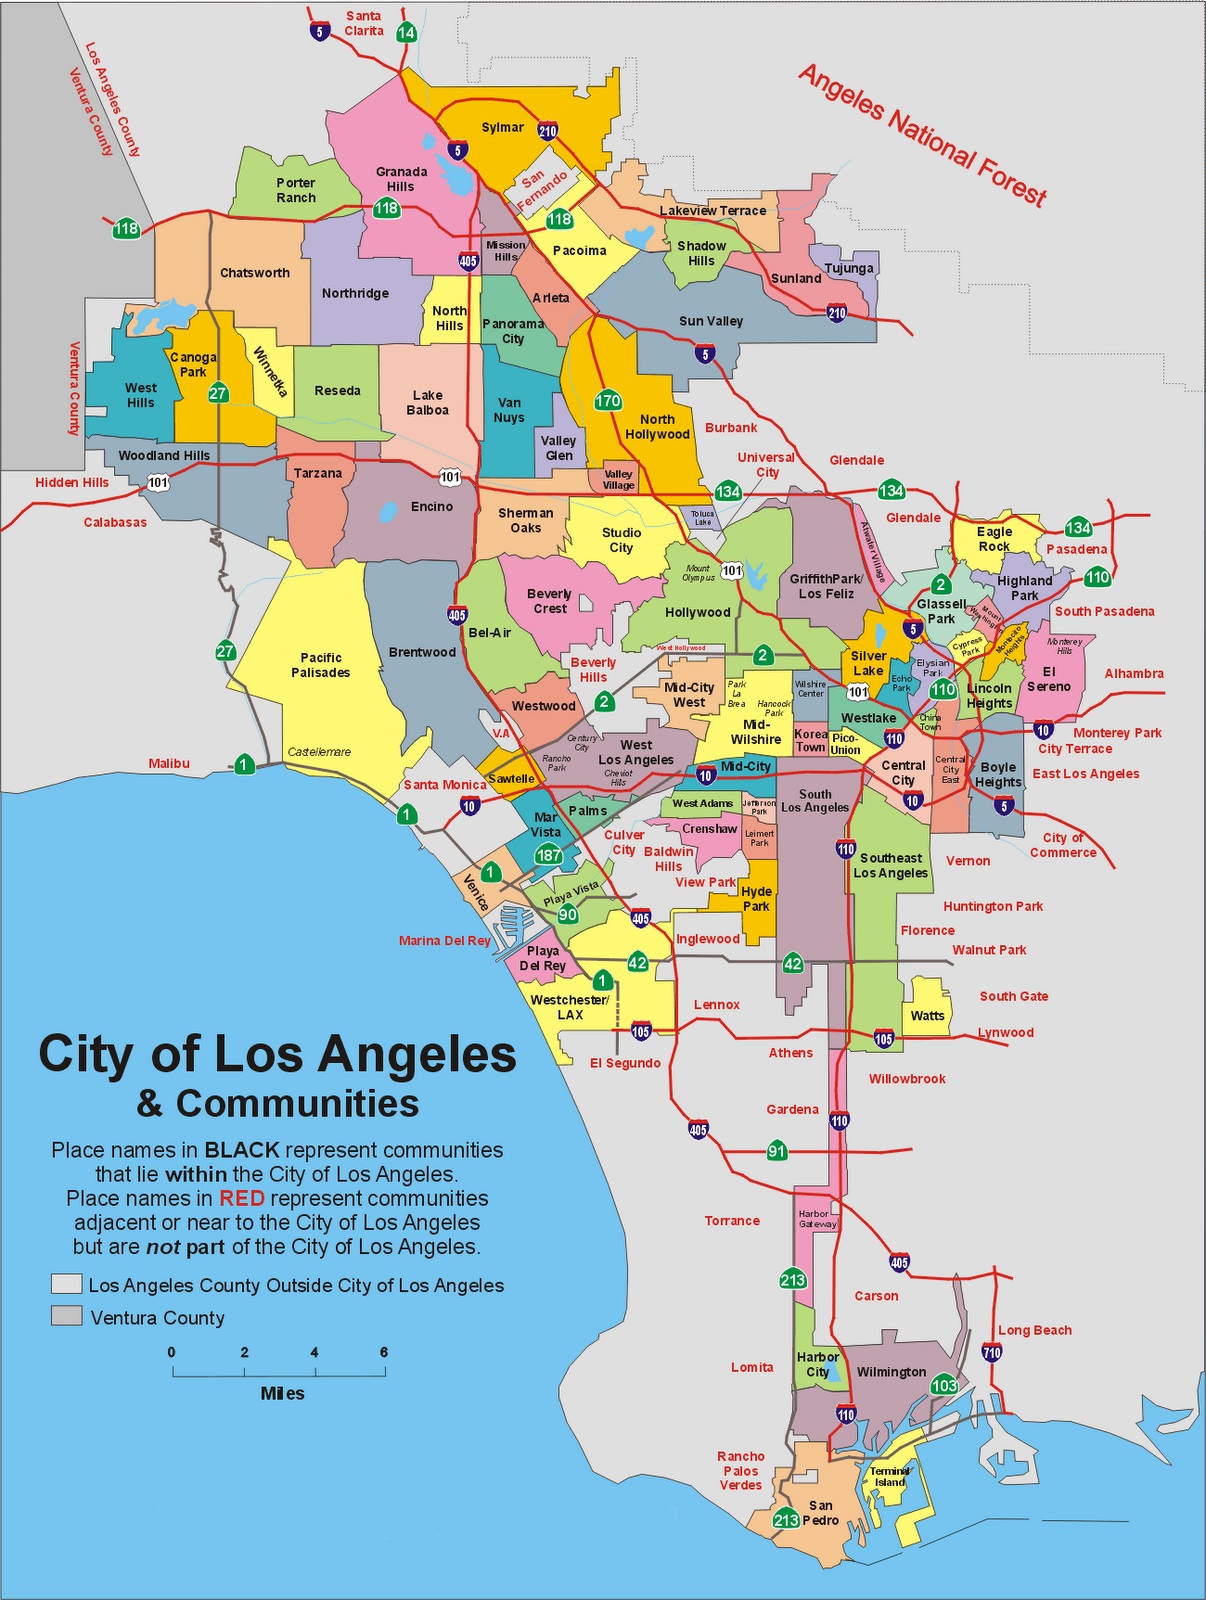 Santa
Clarita
5
14
Los Angeles County
Ventura County
Angeles National Forest
Sylmar
210
5
Granada
Hills
San
Fernando
Porter
Ranch
118
118
118
Lakeview Terrace
Mission
Hills
Pacoima
Shadow
Hills
405
Chatsworth
Sunland
Tujunga
Northridge
Arleta
210
North
Hills
Panorama
City
Sun Valley
5
Ventura County
Canoga
Park
Winnetka
West
Hills
27
Reseda
Lake
Balboa
Van
Nuys
170
North
Hollywood
Burbank
Valley
Glen
Woodland Hills
Universal
City
Glendale
Tarzana
Valley
Village
Hidden Hills
101
101
134
134
Calabasas
Encino
Sherman
Oaks
Toluca
Lake
Glendale
Studio
City
Atwater Village
Eagle
Rock
134
Pasadena
Mount
Olympus
101
Griffith Park/
Los Feliz
2
Highland
Park
110
Beverly
Crest
Glassell
Park
Mount
Washington
South Pasadena
405
Hollywood
Bel-Air
5
Cypress
Park
Montecito
Heights
Monterey
Hills
27
Brentwood
West Hollywood
2
Silver
Lake
Elysian
Park
El
Sereno
Pacific
Palisades
Beverly
Hills
Mid-City
West
Park
La
Brea
Hancock
Park
Wilshire
Center
Echo
Park
110
Lincoln
Heights
Alhambra
2
101
Westwood
Westlake
China
Town
V.A
Century
City
West
Los Angeles
Mid-
Wilshire
Korea
Town
Pico-
Union
110
10
Monterey Park
City Terrace
Castellemare
Rancho
Park
Cheviot
Hills
Malibu
1
Sawtelle
10
Mid-City
Central
City
Central
City
East
Boyle
Heights
East Los Angeles
Santa Monica
10
South
Los Angeles
10
5
1
Palms
West Adams
Jefferson
Park
Mar
Vista
Culver
City
Crenshaw
Leimert
Park
110
City of
Commerce
187
Baldwin
Hills
Southeast
Los Angeles
Vernon
1
Venice
Playa Vista
View Park
Hyde
Park
90
405
Huntington Park
Marina Del Rey
Inglewood
Florence
Playa
Del Rey
42
42
Walnut Park
1
Westchester/
LAX
Lennox
South Gate
Watts
105
105
Lynwood
City of Los Angeles
El Segundo
Athens
Willowbrook
& Communities
Gardena
110
405
Place names in BLACK represent communities
that lie within the City of Los Angeles.
Place names in RED represent communities
adjacent or near to the City of Los Angeles
but are not part of the City of Los Angeles.
91
Torrance
Harbor
Gateway
405
213
Los Angeles County Outside City of Los Angeles
Carson
Ventura County
Long Beach
0 2 4 6
Miles
710
Lomita
Harbor
City
Wilmington
103
110
Rancho
Palos
Verdes
Terminal
Island
San
Pedro
213